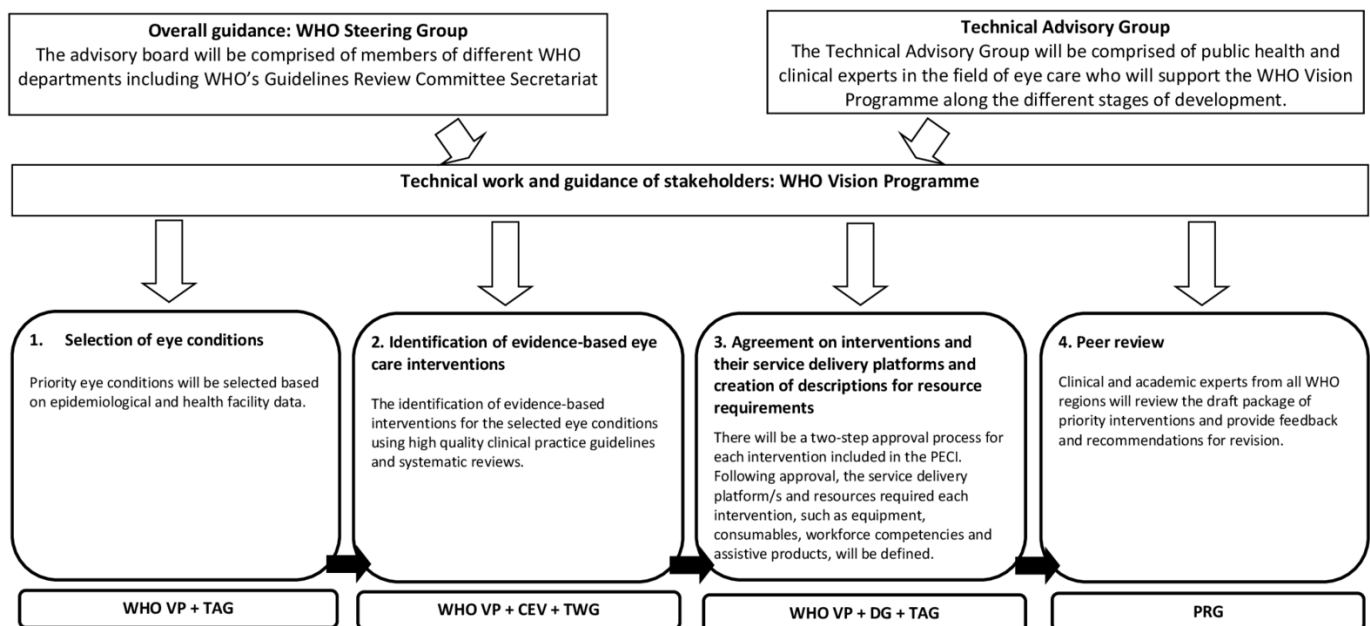 Overall guidance: WHO Steering Group
The advisory board will be comprised of members of different WHO
departments including WHO's Guidelines Review Committee Secretariat
Technical Advisory Group
The Technical Advisory Group will be comprised of public health and
clinical experts in the field of eye care who will support the WHO Vision
Programme along the different stages of development.
Technical work and guidance of stakeholders: WHO Vision Programme
1. Selection of eye conditions
Priority eye conditions will be selected based
on epidemiological and health facility data.
WHO VP + TAG
2. Identification of evidence-based eye
care interventions
The identification of evidence-based
interventions for the selected eye conditions
using high quality clinical practice guidelines
and systematic reviews.
WHO VP + CEV + TWG
3. Agreement on interventions and
their service delivery platforms and
creation of descriptions for resource
requirements
There will be a two-step approval process for
each intervention included in the PECI.
Following approval, the service delivery
platform/s and resources required each
intervention, such as equipment,
consumables, workforce competencies and
assistive products, will be defined.
WHO VP + DG + TAG
4. Peer review
Clinical and academic experts from all WHO
regions will review the draft package of
priority interventions and provide feedback
and recommendations for revision.
PRG